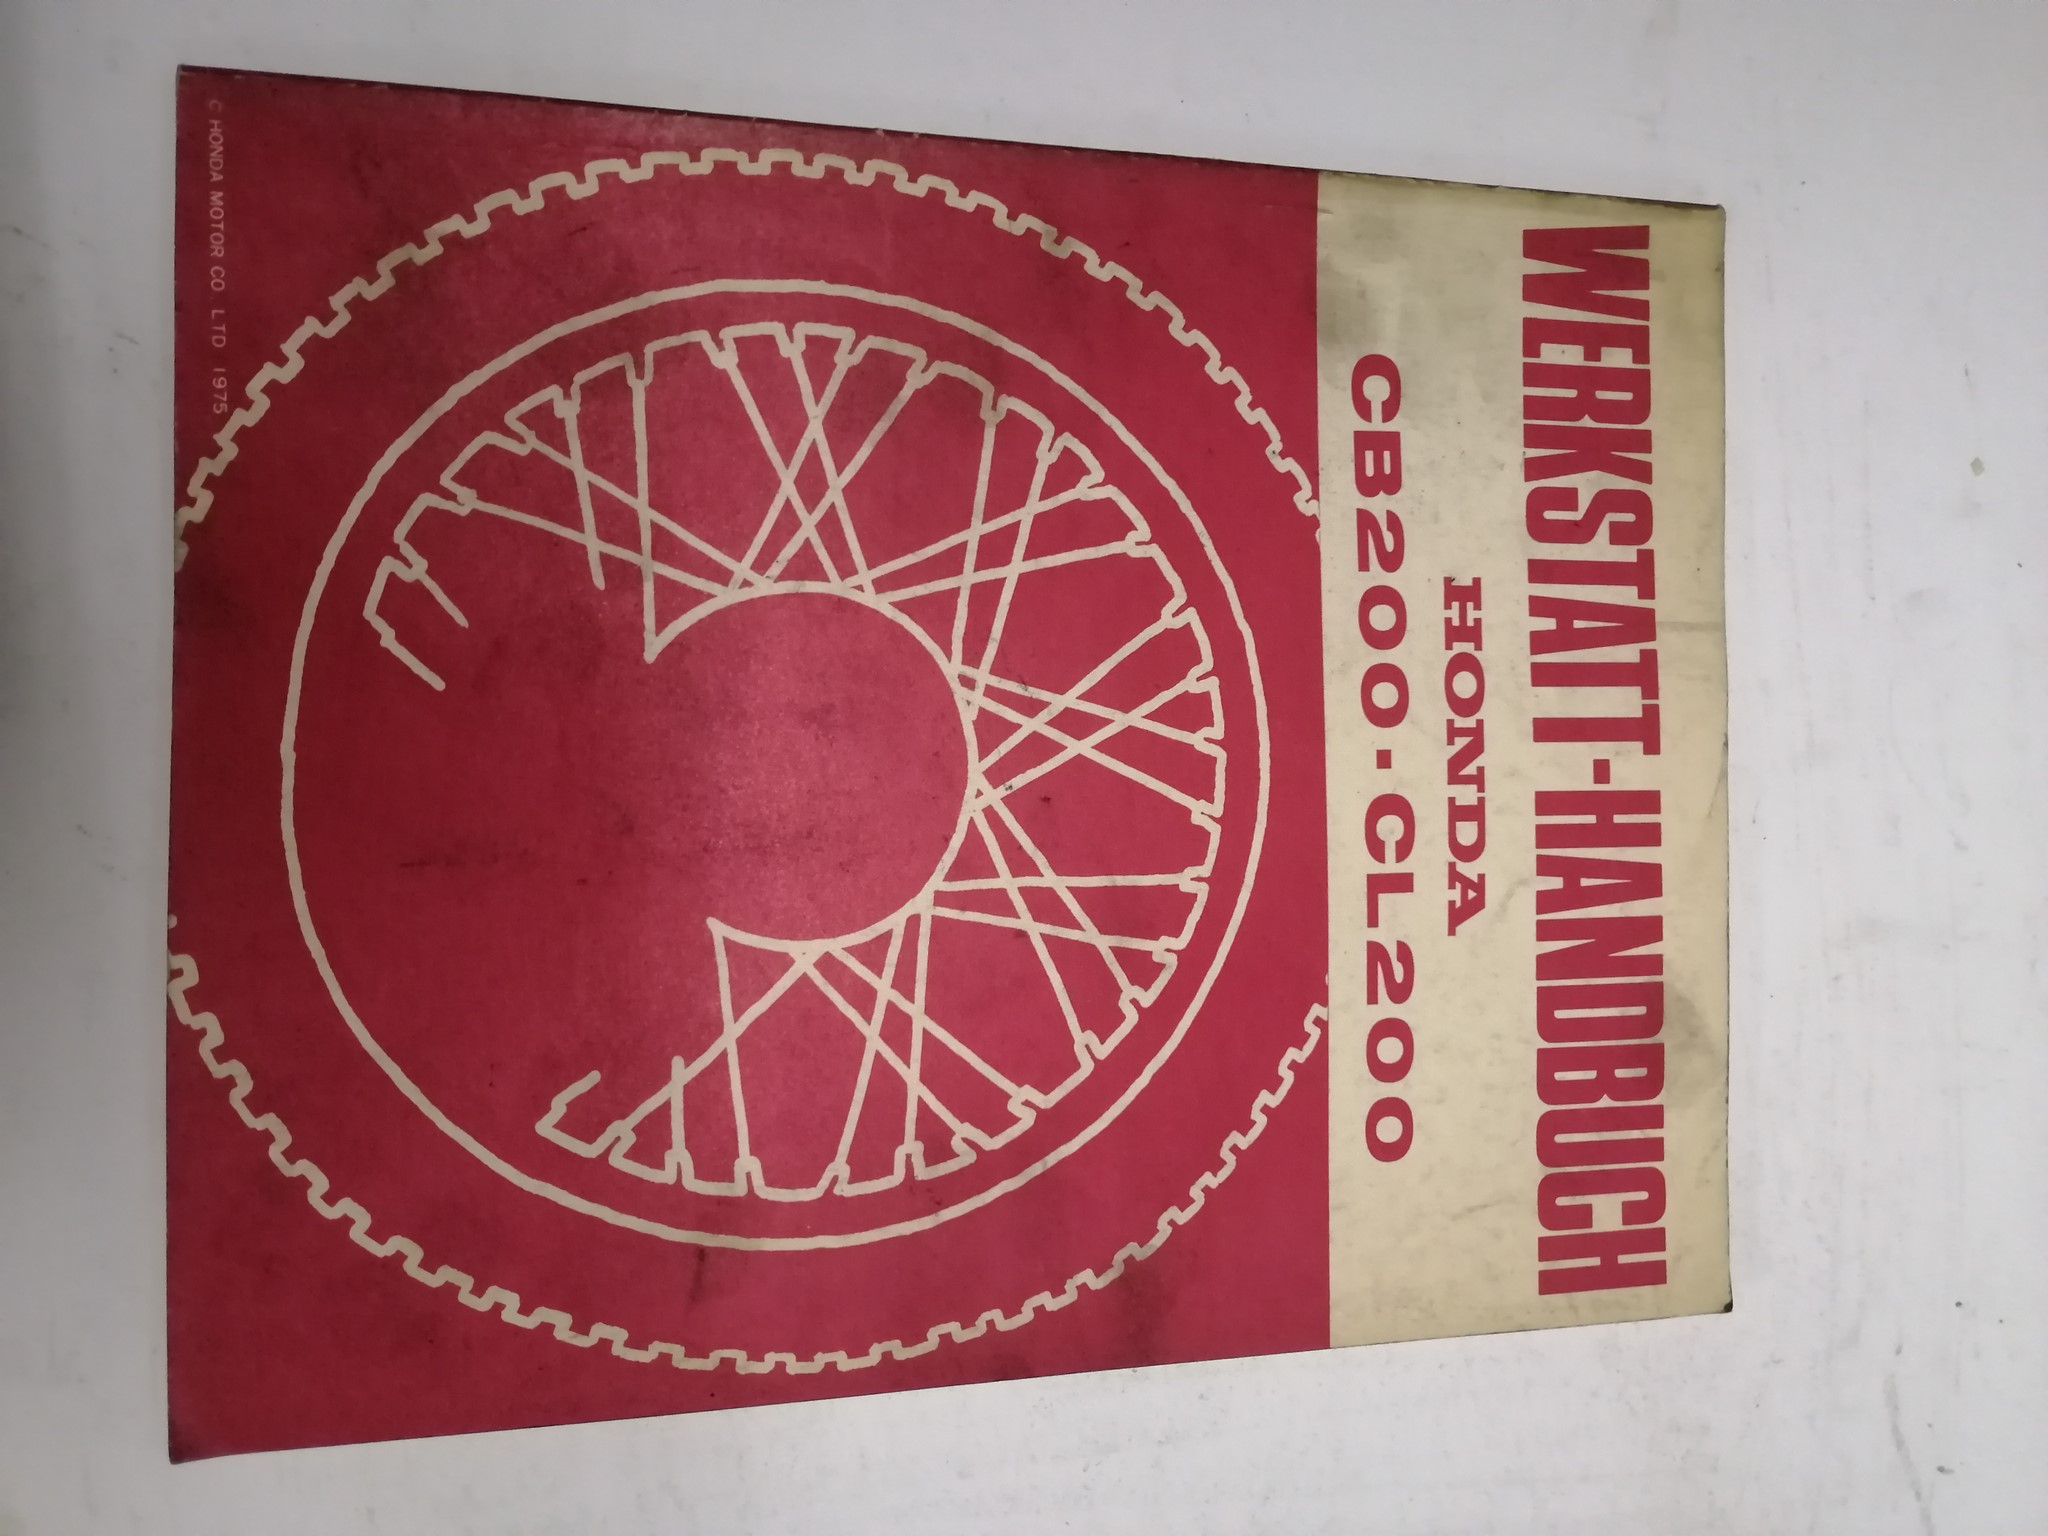 WERKSTATT-HANDBUCH
HONDA
CB200·CL200
C HONDA MOTOR CO. LTD 1975